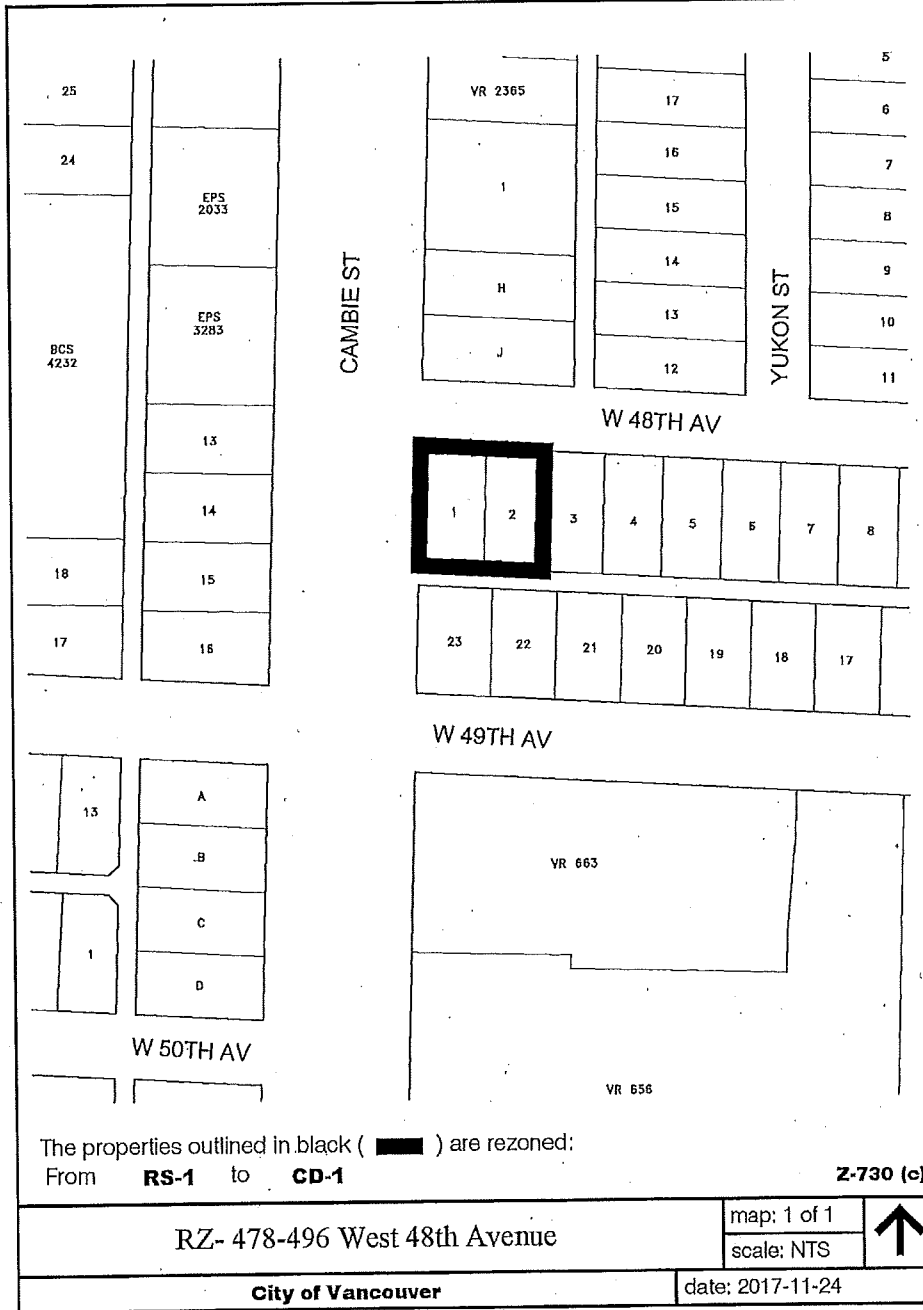 25
24
BCS
4232
18
17
EPS
2033
EPS
3283
13
14
15
16
CAMBIE ST
VR 2365
1
H
J
17
16
15
14
13
12
YUKON ST
5
6
7
8
9
10
11
W 48TH AV
1
2
3
4
5
6
7
8
23
22
21
20
19
18
17
W 49TH AV
13
1
A
B
C
D
VR 663
W 50TH AV
VR 656
The properties outlined in black ( ) are rezoned:
From RS-1 to CD-1
Z-730 (c)
RZ- 478-496 West 48th Avenue
map: 1 of 1
scale: NTS
City of Vancouver
date: 2017-11-24